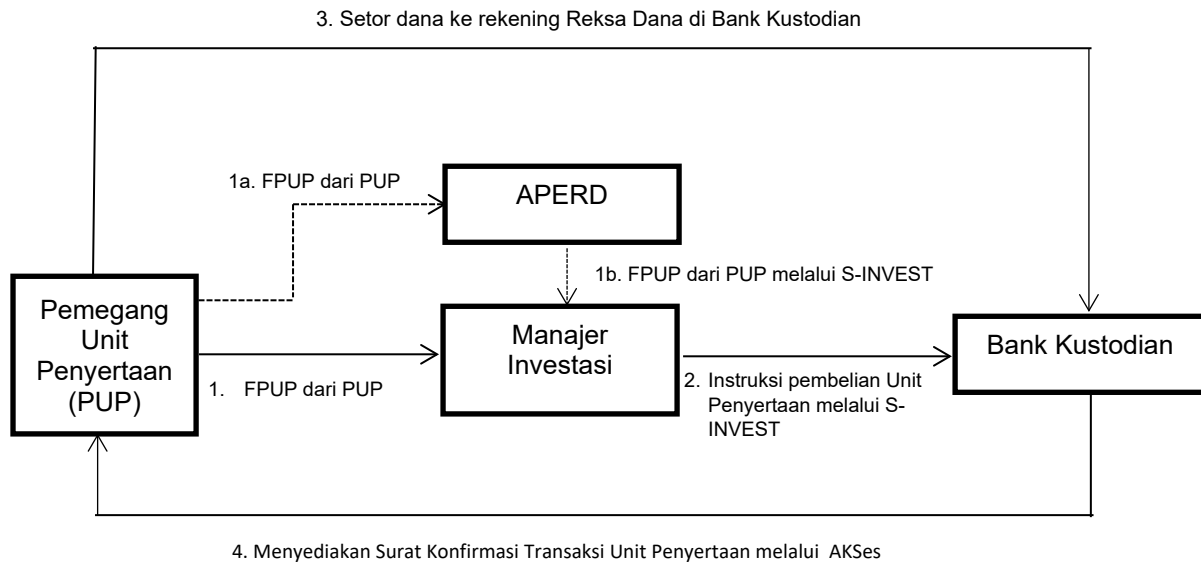 3. Setor dana ke rekening Reksa Dana di Bank Kustodian
1a. FPUP dari PUP
APERD
1b. FPUP dari PUP melalui S-INVEST
Pemegang
Unit
Penyertaan
(PUP)
Manajer
Investasi
Bank Kustodian
1. FPUP dari PUP
2. Instruksi pembelian Unit
Penyertaan melalui S-
INVEST
4. Menyediakan Surat Konfirmasi Transaksi Unit Penyertaan melalui AKSes